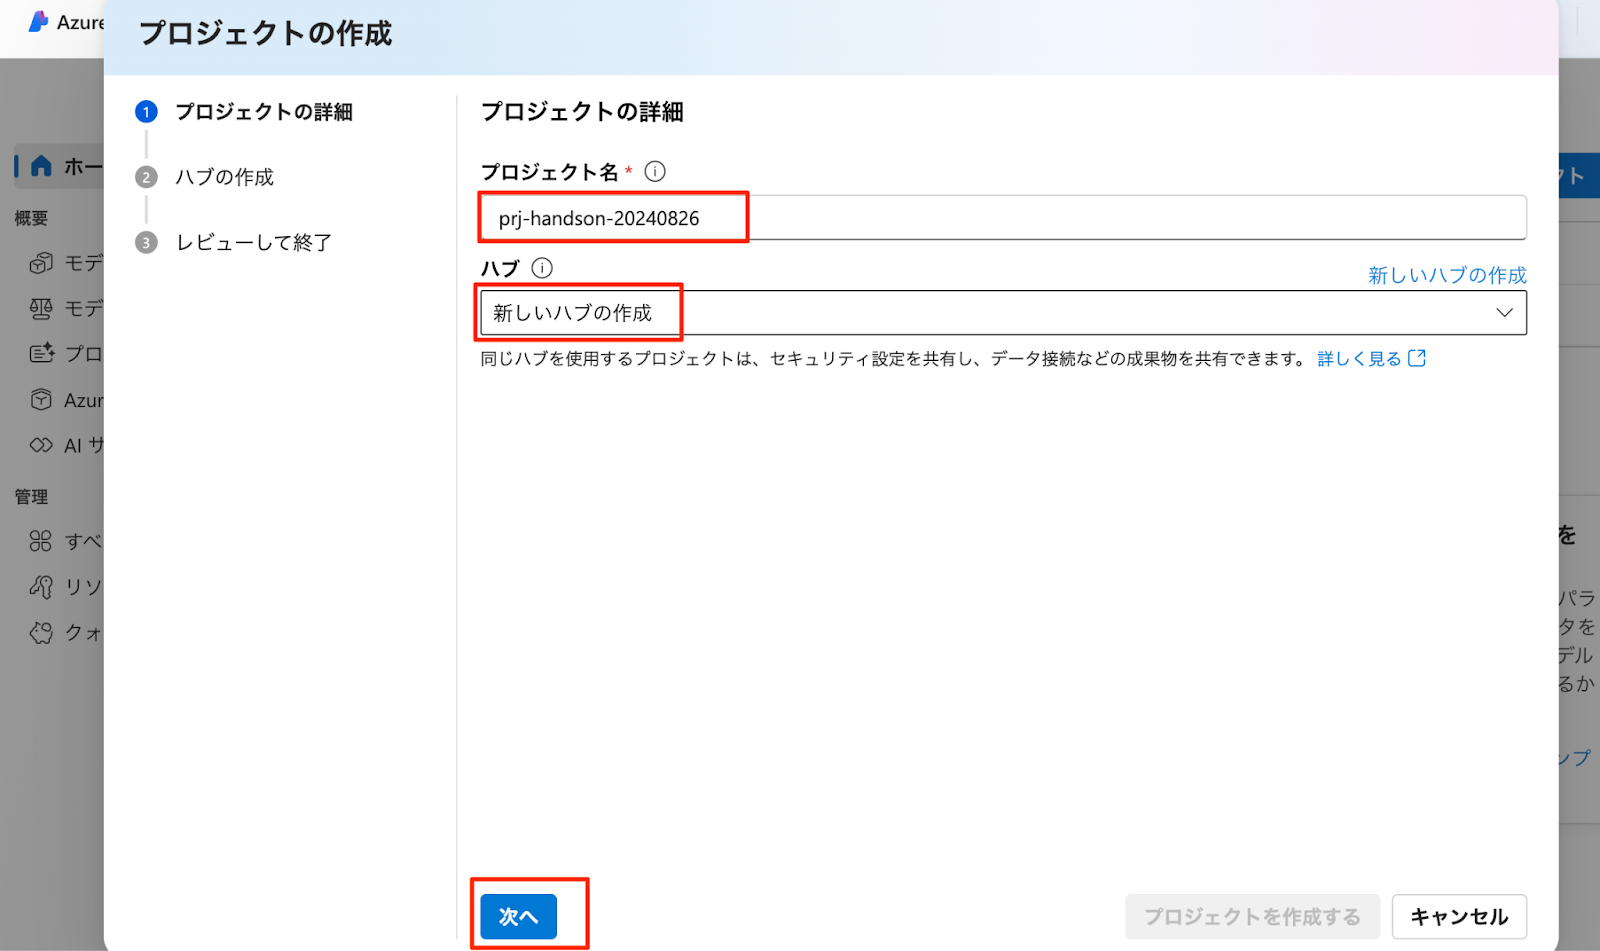 Azure
プロジェクトの作成
1 プロジェクトの詳細
2 ハブの作成
3 レビューして終了
ホー
概要
モデ
モデ
プロ
Azur
AI サ
管理
すべ
リソ
クォ
プロジェクトの詳細
プロジェクト名 *
prj-handson-20240826
ハブ
新しいハブの作成
新しいハブの作成
同じハブを使用するプロジェクトは、セキュリティ設定を共有し、データ接続などの成果物を共有できます。 詳しく見る
次へ
プロジェクトを作成する
キャンセル
クト
を
パラ
タを
デル
るか
ンプ